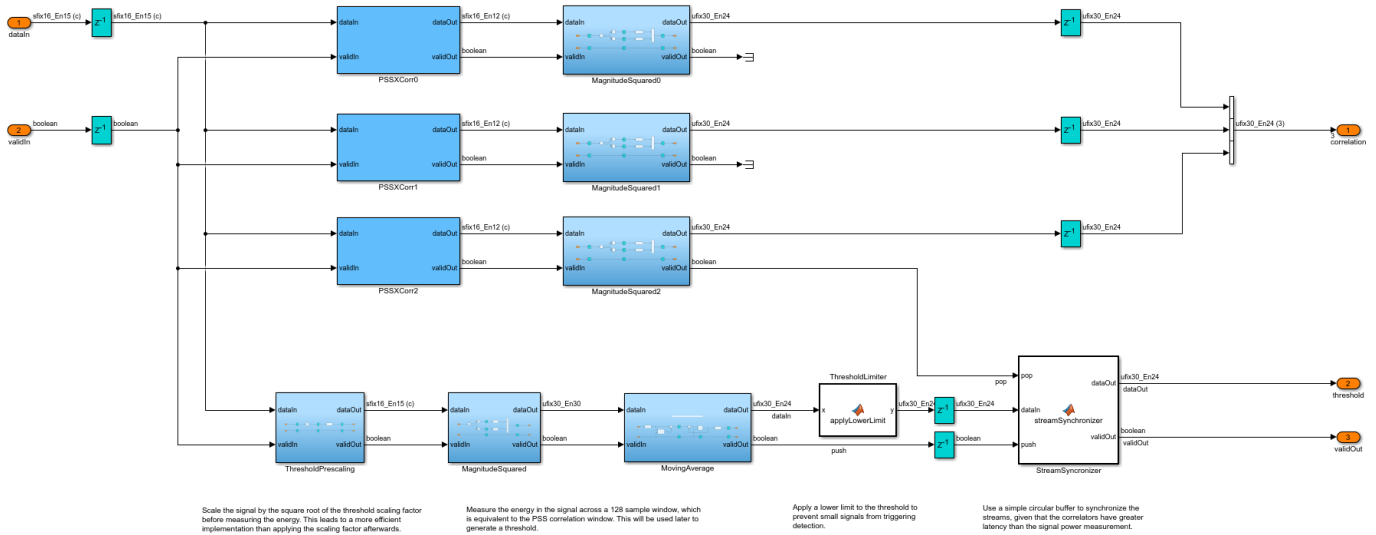 1
sfix16_En15 (c)
z-1
sfix16_En15 (c)
dataIn
dataIn
dataOut
validIn
validOut
PSSXCorr0
sfix16_En12 (c)
boolean
dataIn
dataOut
validIn
validOut
MagnitudeSquared0
ufix30_En24
boolean
z-1
ufix30_En24
2
boolean
z-1
boolean
validIn
dataIn
dataOut
validIn
validOut
PSSXCorr1
sfix16_En12 (c)
boolean
dataIn
dataOut
validIn
validOut
MagnitudeSquared1
ufix30_En24
boolean
z-1
ufix30_En24
ufix30_En24 (3)
3
1
correlation
dataIn
dataOut
validIn
validOut
PSSXCorr2
sfix16_En12 (c)
boolean
dataIn
dataOut
validIn
validOut
MagnitudeSquared2
ufix30_En24
boolean
z-1
ufix30_En24
dataIn
dataOut
validIn
validOut
ThresholdPrescaling
sfix16_En15 (c)
boolean
dataIn
dataOut
validIn
validOut
MagnitudeSquared
ufix30_En30
boolean
dataIn
dataOut
validIn
validOut
MovingAverage
ufix30_En24
dataIn
boolean
push
ThresholdLimiter
x
y
applyLowerLimit
ufix30_En24
z-1
ufix30_En24
z-1
boolean
pop
pop
dataIn
push
dataOut
validOut
streamSynchronizer
StreamSyncronizer
ufix30_En24
dataOut
2
threshold
boolean
validOut
3
validOut
Scale the signal by the square root of the threshold scaling factor
before measuring the energy. This leads to a more efficient
implementation than applying the scaling factor afterwards.
Measure the energy in the signal across a 128 sample window, which
is equivalent to the PSS correlation window. This will be used later to
generate a threshold.
Apply a lower limit to the threshold to
prevent small signals from triggering
detection.
Use a simple circular buffer to synchronize the
streams, given that the correlators have greater
latency than the signal power measurement.